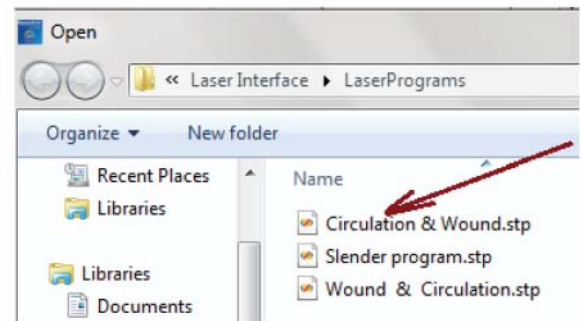 Open
« Laser Interface ▸ LaserPrograms
Organize ▾ New folder
Recent Places
Libraries
Libraries
Documents
Name
Circulation & Wound.stp
Slender program.stp
Wound & Circulation.stp